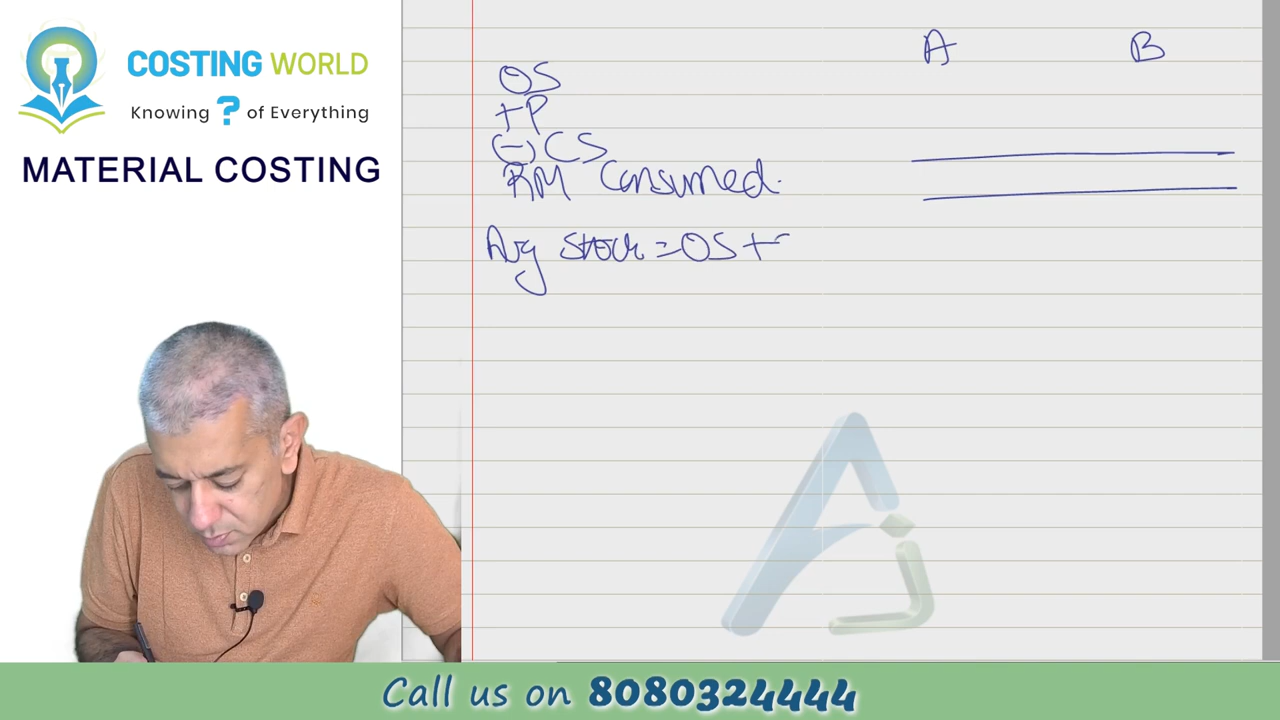 COSTING WORLD
Knowing ? of Everything
MATERIAL COSTING
A B
OS
+P
(-) CS
RM Consumed.
Avg Stock = OS +
Call us on 8080324444